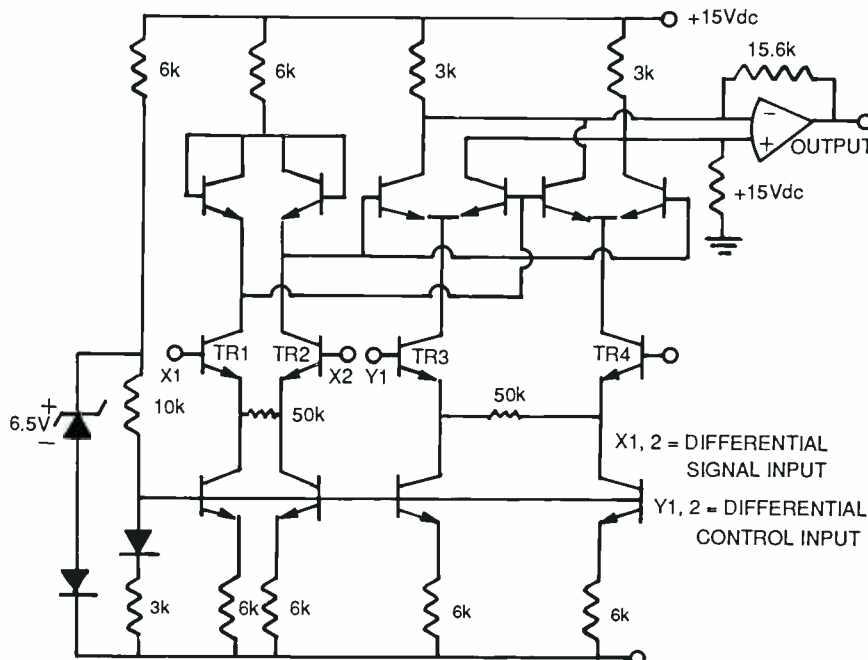 +15Vdc
15.6k
6k
6k
3k
3k
−
+
OUTPUT
+15Vdc
TR1
TR2
TR3
TR4
X1
X2
Y1
+
6.5V
−
10k
50k
50k
X1, 2 = DIFFERENTIAL
SIGNAL INPUT
Y1, 2 = DIFFERENTIAL
CONTROL INPUT
3k
6k
6k
6k
6k